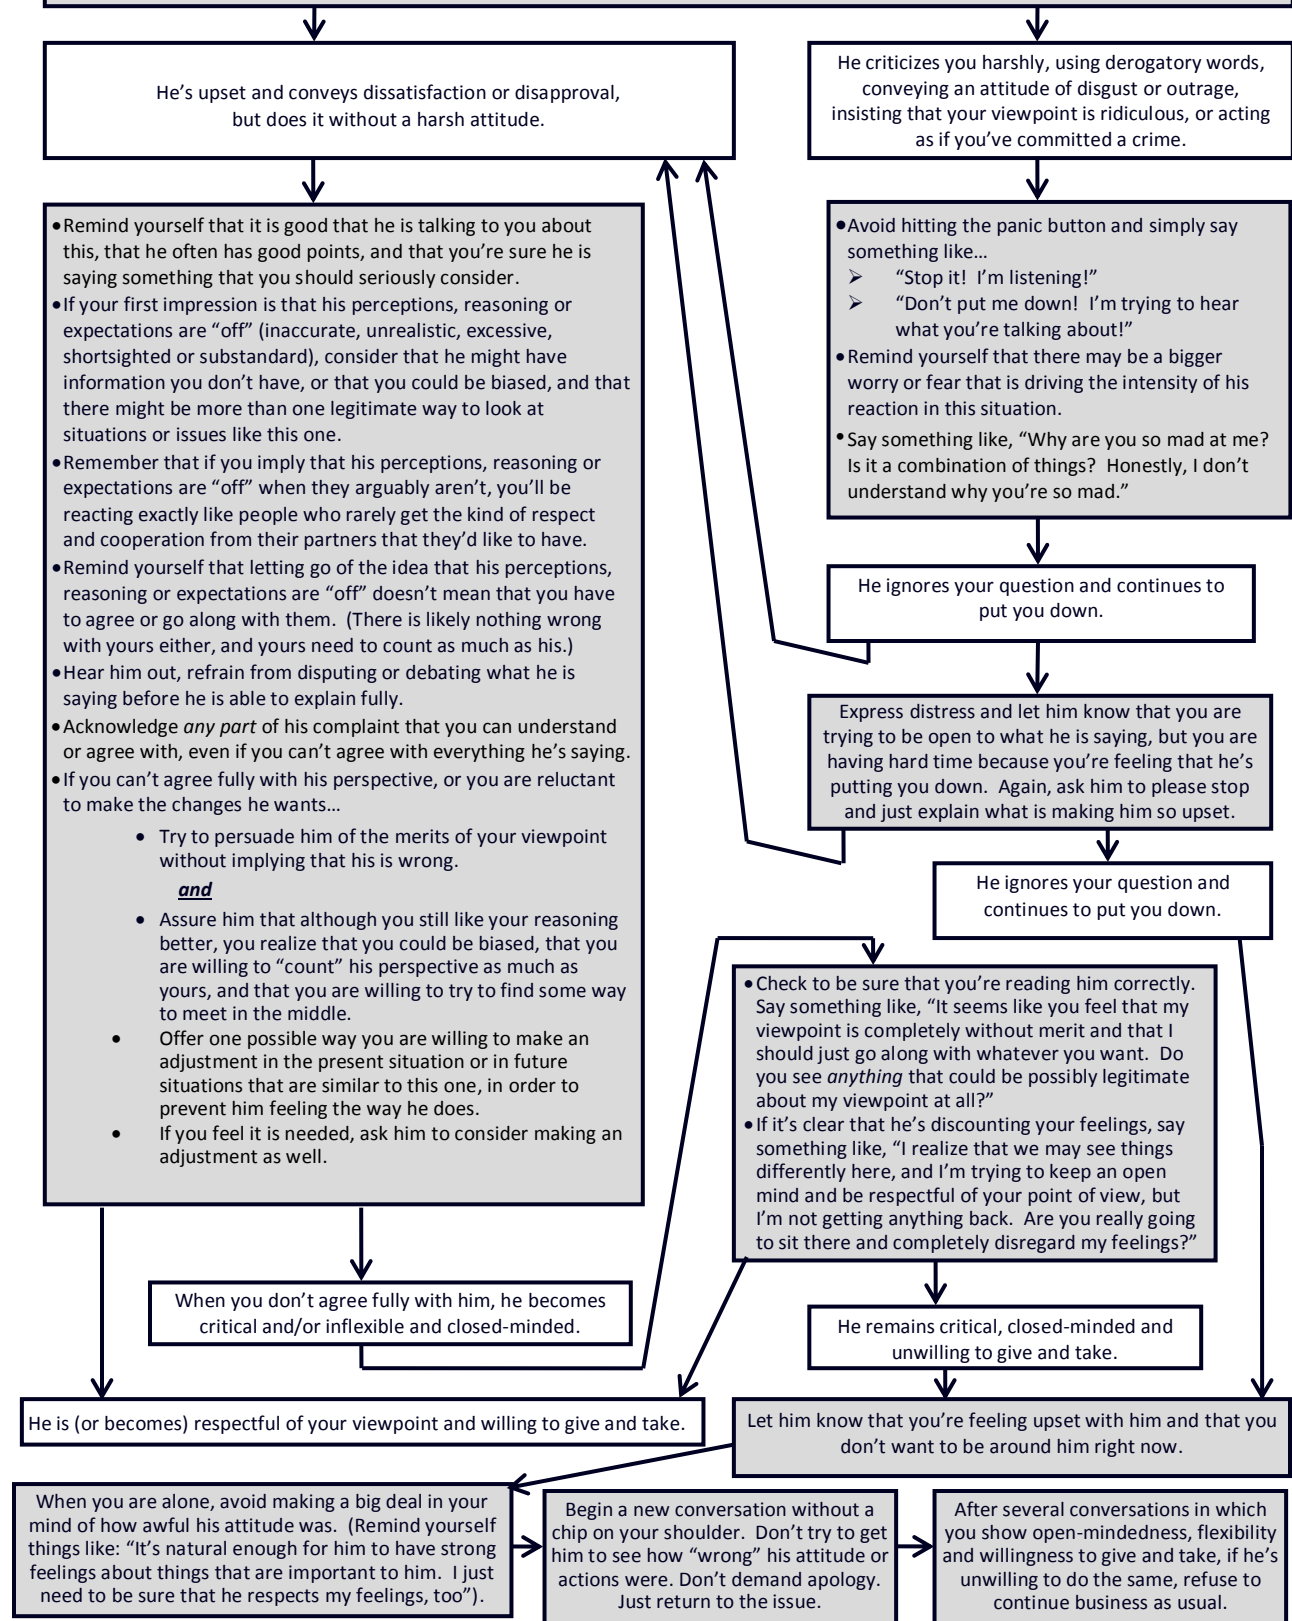 He's upset and conveys dissatisfaction or disapproval,
but does it without a harsh attitude.
He criticizes you harshly, using derogatory words,
conveying an attitude of disgust or outrage,
insisting that your viewpoint is ridiculous, or acting
as if you've committed a crime.
•Remind yourself that it is good that he is talking to you about
this, that he often has good points, and that you're sure he is
saying something that you should seriously consider.
•If your first impression is that his perceptions, reasoning or
expectations are “off” (inaccurate, unrealistic, excessive,
shortsighted or substandard), consider that he might have
information you don't have, or that you could be biased, and that
there might be more than one legitimate way to look at
situations or issues like this one.
•Remember that if you imply that his perceptions, reasoning or
expectations are “off” when they arguably aren't, you'll be
reacting exactly like people who rarely get the kind of respect
and cooperation from their partners that they'd like to have.
•Remind yourself that letting go of the idea that his perceptions,
reasoning or expectations are “off” doesn't mean that you have
to agree or go along with them. (There is likely nothing wrong
with yours either, and yours need to count as much as his.)
•Hear him out, refrain from disputing or debating what he is
saying before he is able to explain fully.
•Acknowledge any part of his complaint that you can understand
or agree with, even if you can't agree with everything he's saying.
•If you can't agree fully with his perspective, or you are reluctant
to make the changes he wants…
• Try to persuade him of the merits of your viewpoint
without implying that his is wrong.
and
• Assure him that although you still like your reasoning
better, you realize that you could be biased, that you
are willing to “count” his perspective as much as
yours, and that you are willing to try to find some way
to meet in the middle.
• Offer one possible way you are willing to make an
adjustment in the present situation or in future
situations that are similar to this one, in order to
prevent him feeling the way he does.
• If you feel it is needed, ask him to consider making an
adjustment as well.
•Avoid hitting the panic button and simply say
something like…
➢ “Stop it! I'm listening!”
➢ “Don't put me down! I'm trying to hear
what you're talking about!”
•Remind yourself that there may be a bigger
worry or fear that is driving the intensity of his
reaction in this situation.
•Say something like, “Why are you so mad at me?
Is it a combination of things? Honestly, I don't
understand why you're so mad.”
He ignores your question and continues to
put you down.
Express distress and let him know that you are
trying to be open to what he is saying, but you are
having hard time because you're feeling that he's
putting you down. Again, ask him to please stop
and just explain what is making him so upset.
He ignores your question and
continues to put you down.
•Check to be sure that you're reading him correctly.
Say something like, “It seems like you feel that my
viewpoint is completely without merit and that I
should just go along with whatever you want. Do
you see anything that could be possibly legitimate
about my viewpoint at all?”
•If it's clear that he's discounting your feelings, say
something like, “I realize that we may see things
differently here, and I'm trying to keep an open
mind and be respectful of your point of view, but
I'm not getting anything back. Are you really going
to sit there and completely disregard my feelings?”
When you don't agree fully with him, he becomes
critical and/or inflexible and closed-minded.
He remains critical, closed-minded and
unwilling to give and take.
He is (or becomes) respectful of your viewpoint and willing to give and take.
Let him know that you're feeling upset with him and that you
don't want to be around him right now.
When you are alone, avoid making a big deal in your
mind of how awful his attitude was. (Remind yourself
things like: “It's natural enough for him to have strong
feelings about things that are important to him. I just
need to be sure that he respects my feelings, too”).
Begin a new conversation without a
chip on your shoulder. Don't try to get
him to see how “wrong” his attitude or
actions were. Don't demand apology.
Just return to the issue.
After several conversations in which
you show open-mindedness, flexibility
and willingness to give and take, if he's
unwilling to do the same, refuse to
continue business as usual.